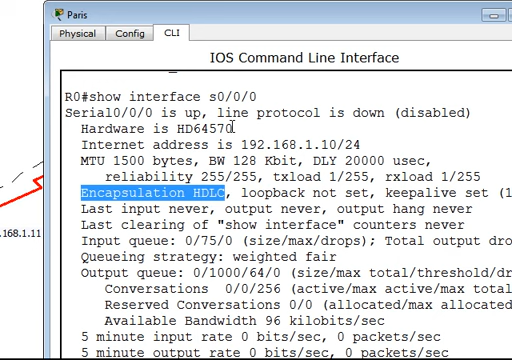 Paris
Physical Config CLI
IOS Command Line Interface
R0#show interface s0/0/0
Serial0/0/0 is up, line protocol is down (disabled)
Hardware is HD64570
Internet address is 192.168.1.10/24
MTU 1500 bytes, BW 128 Kbit, DLY 20000 usec,
reliability 255/255, txload 1/255, rxload 1/255
Encapsulation HDLC, loopback not set, keepalive set (1
Last input never, output never, output hang never
Last clearing of "show interface" counters never
.168.1.11
Input queue: 0/75/0 (size/max/drops); Total output dro
Queueing strategy: weighted fair
Output queue: 0/1000/64/0 (size/max total/threshold/dr
Conversations 0/0/256 (active/max active/max total
Reserved Conversations 0/0 (allocated/max allocated
Available Bandwidth 96 kilobits/sec
5 minute input rate 0 bits/sec, 0 packets/sec
5 minute output rate 0 bits/sec, 0 packets/sec